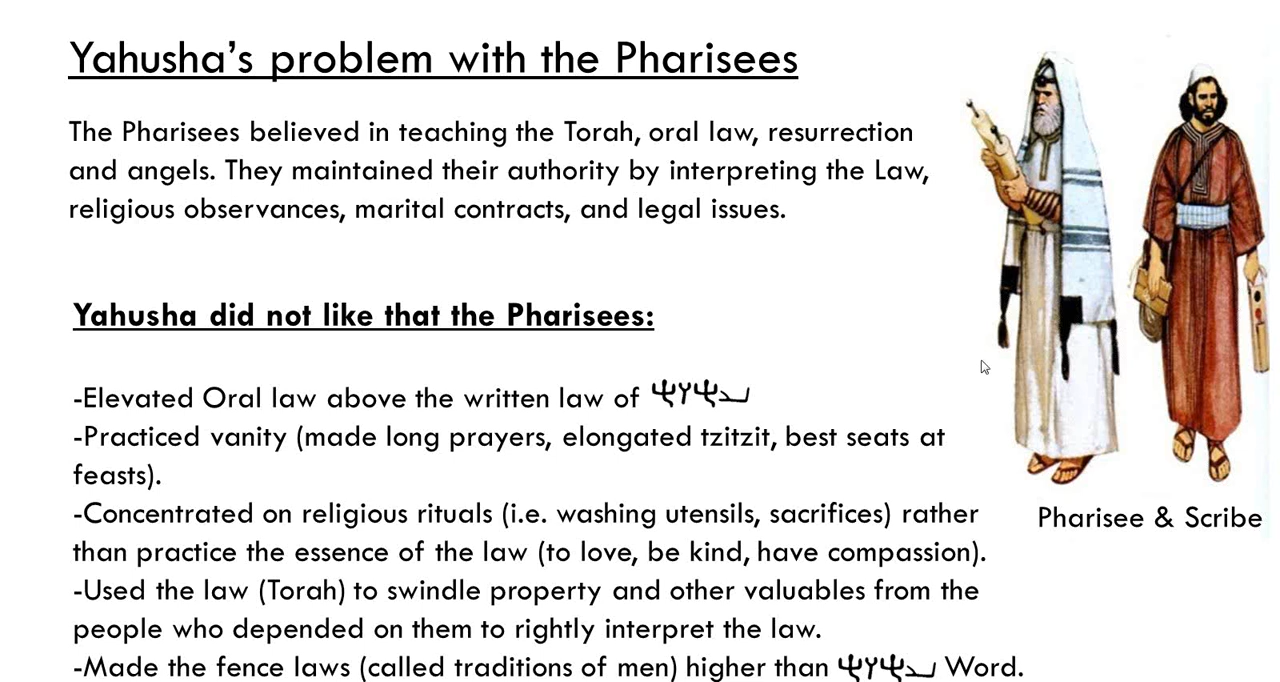 Yahusha's problem with the Pharisees
The Pharisees believed in teaching the Torah, oral law, resurrection
and angels. They maintained their authority by interpreting the Law,
religious observances, marital contracts, and legal issues.
Yahusha did not like that the Pharisees:
-Elevated Oral law above the written law of 𐤉𐤄𐤅𐤄
-Practiced vanity (made long prayers, elongated tzitzit, best seats at
feasts).
-Concentrated on religious rituals (i.e. washing utensils, sacrifices) rather
than practice the essence of the law (to love, be kind, have compassion).
-Used the law (Torah) to swindle property and other valuables from the
people who depended on them to rightly interpret the law.
-Made the fence laws (called traditions of men) higher than 𐤉𐤄𐤅𐤄 Word.
Pharisee & Scribe